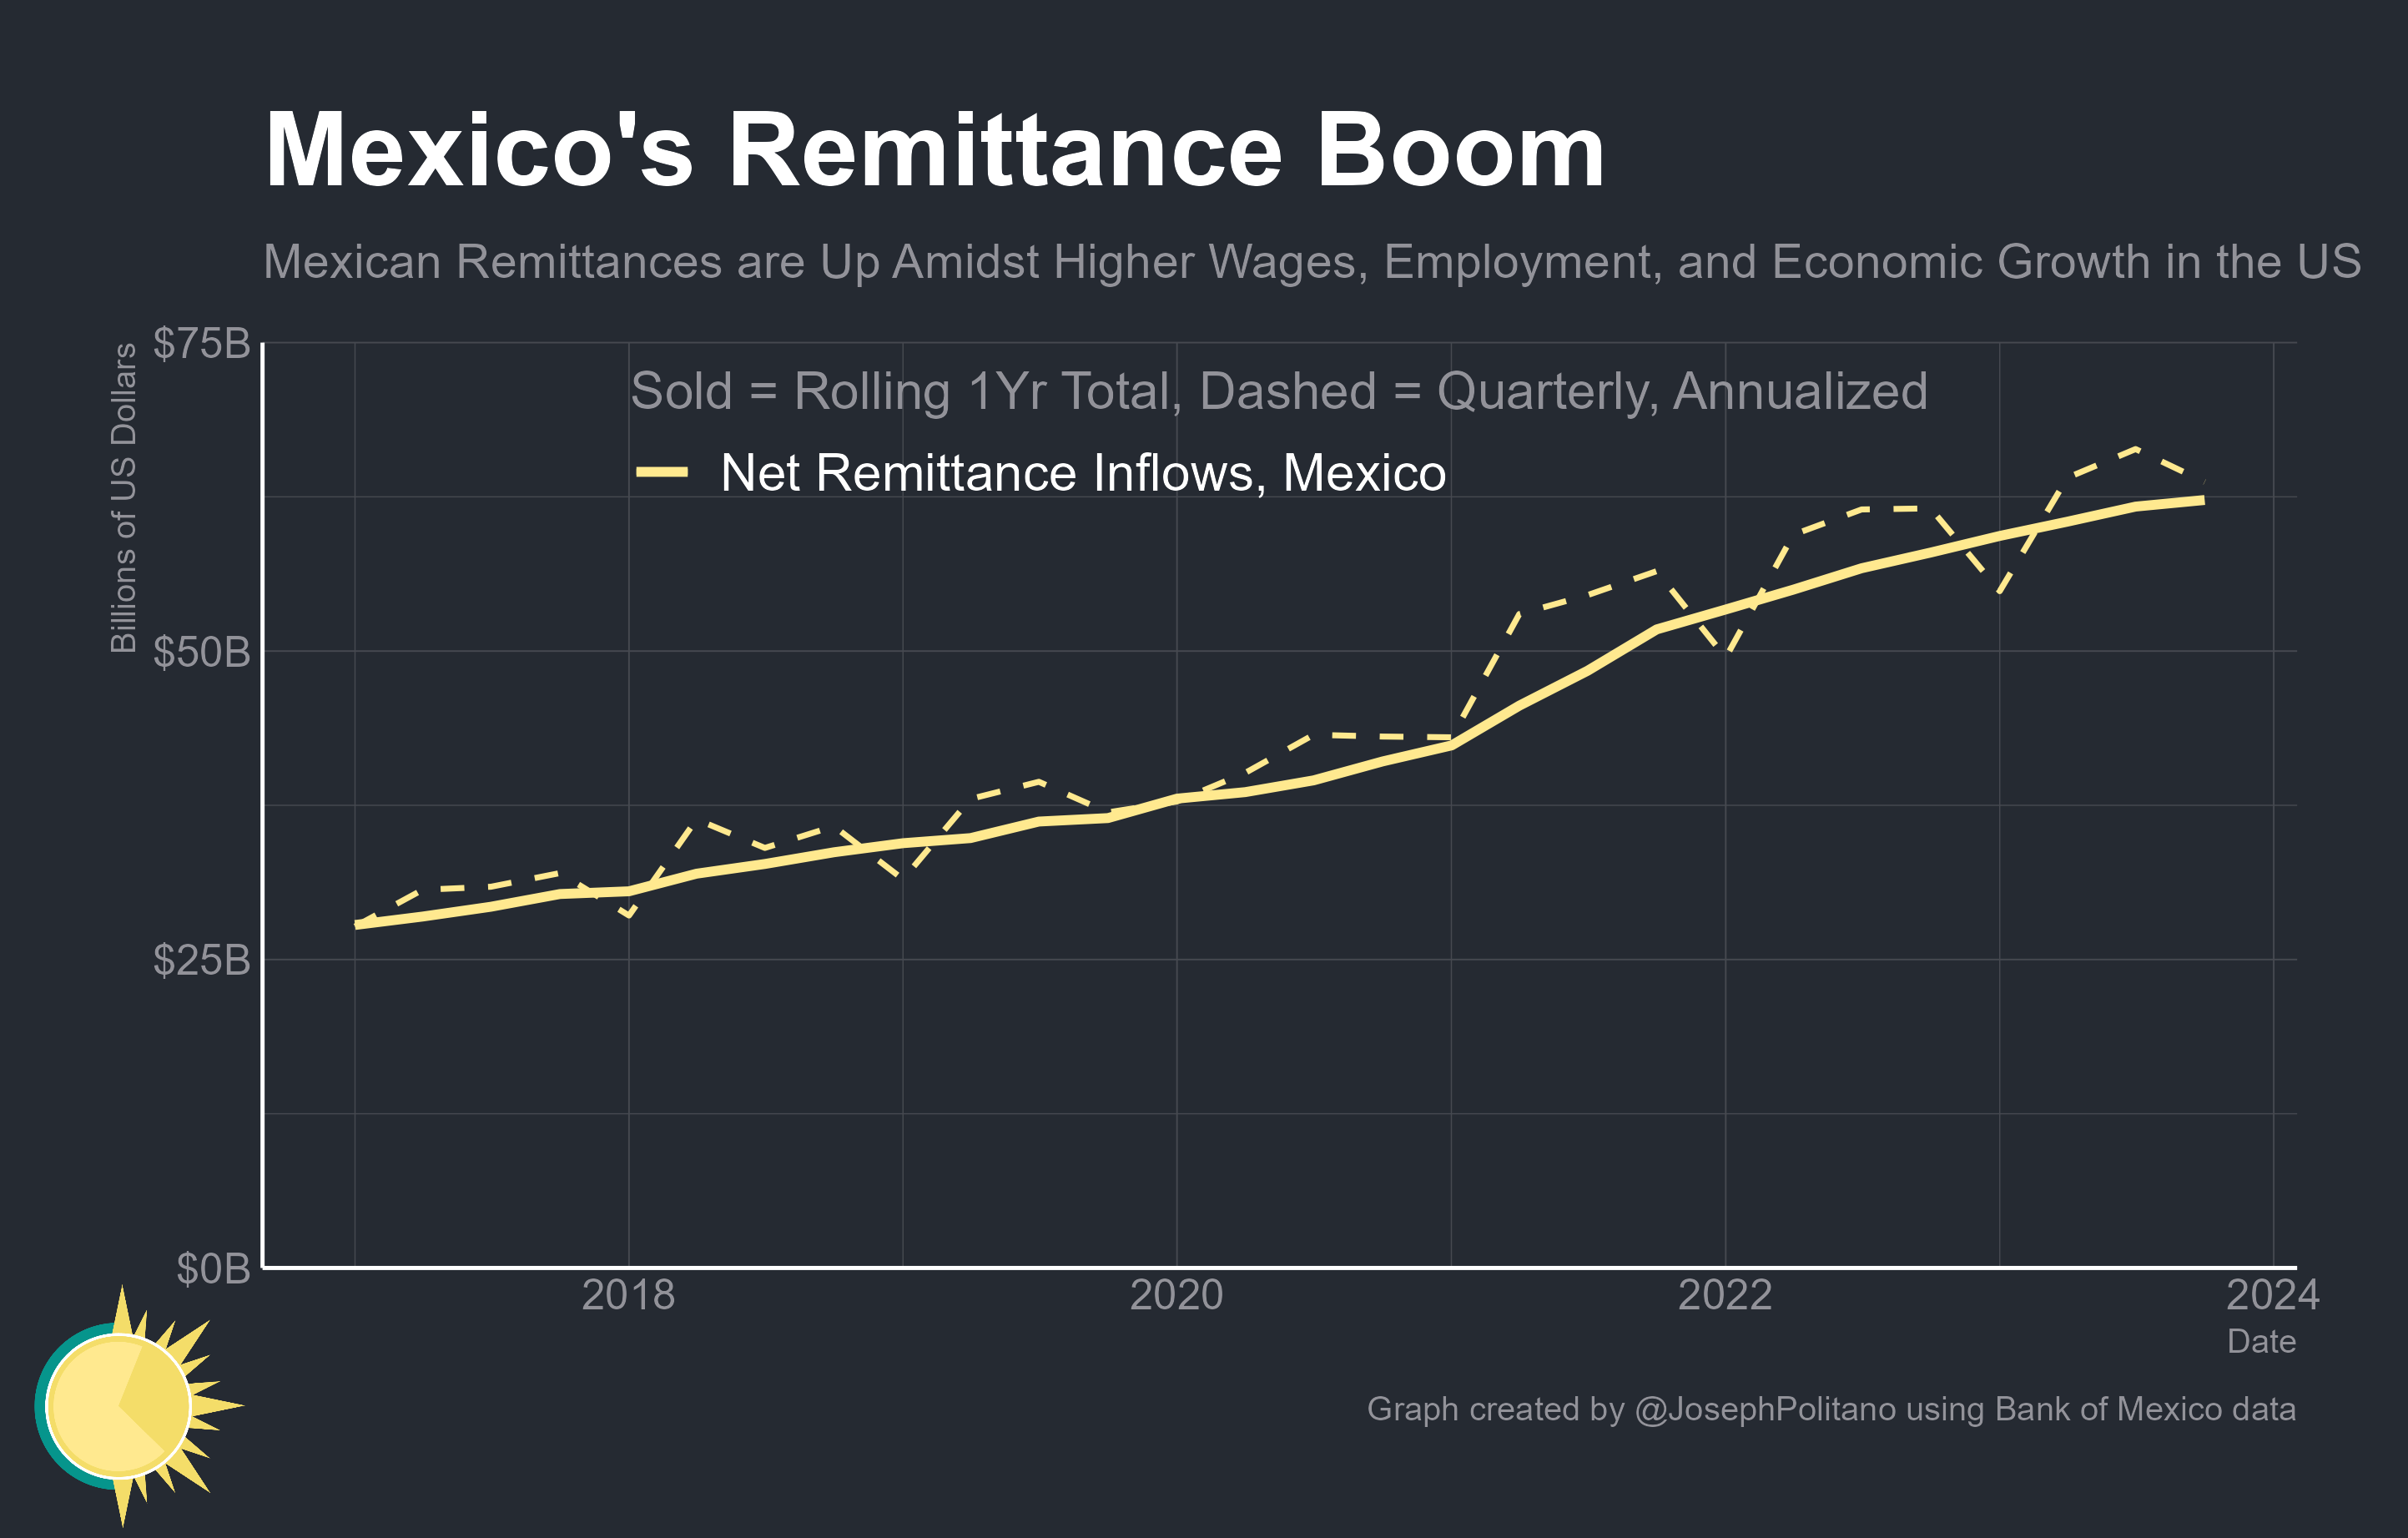 Mexico's Remittance Boom
Mexican Remittances are Up Amidst Higher Wages, Employment, and Economic Growth in the US
Billions of US Dollars
$75B
$50B
$25B
$0B
Sold = Rolling 1Yr Total, Dashed = Quarterly, Annualized
Net Remittance Inflows, Mexico
2018
2020
2022
2024
Date
Graph created by @JosephPolitano using Bank of Mexico data